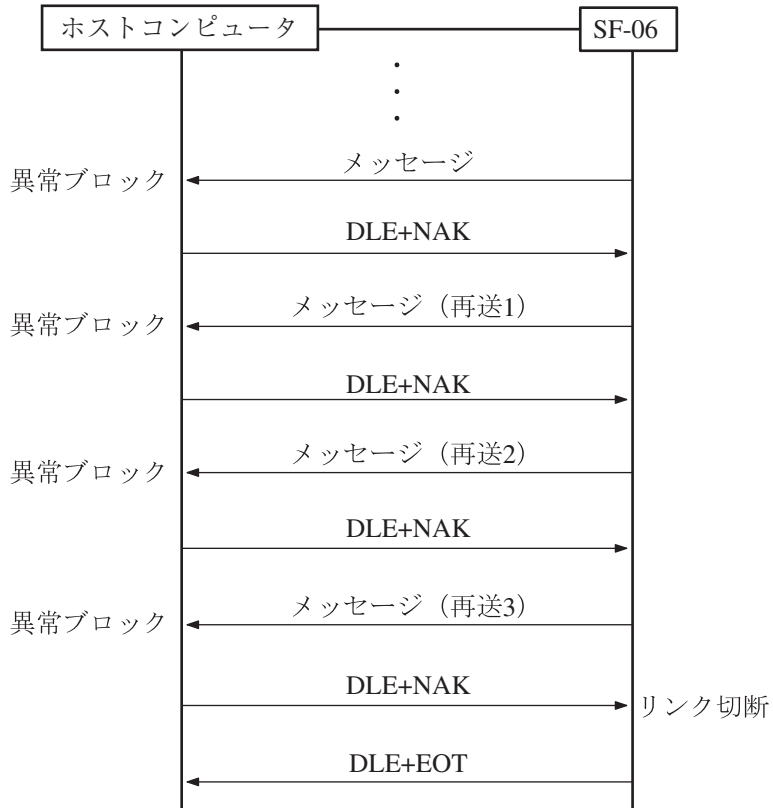 ホストコンピュータ SF-06
メッセージ
異常ブロック
DLE+NAK
メッセージ（再送1）
異常ブロック
DLE+NAK
メッセージ（再送2）
異常ブロック
DLE+NAK
メッセージ（再送3）
異常ブロック
DLE+NAK
リンク切断
DLE+EOT